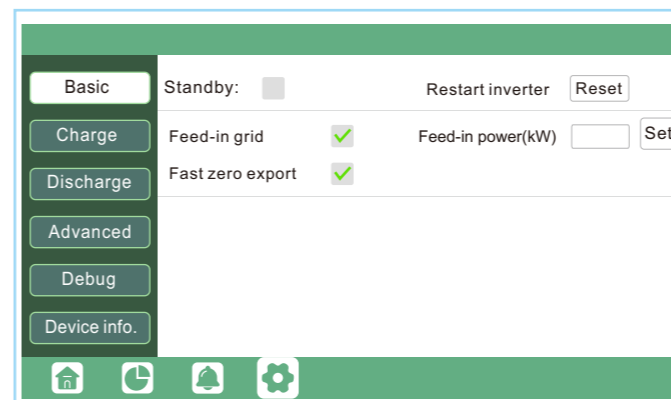 Basic
Standby:
Restart inverter Reset
Charge
Feed-in grid
Feed-in power(kW) Set
Discharge
Fast zero export
Advanced
Debug
Device info.